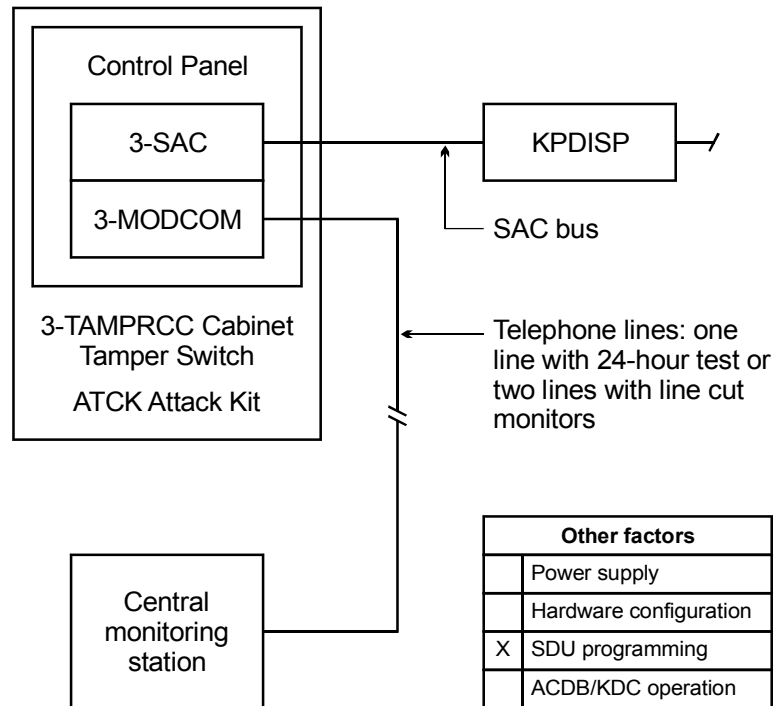 Control Panel
3-SAC
3-MODCOM
3-TAMPRCC Cabinet
Tamper Switch
ATCK Attack Kit
KPDISP
SAC bus
Telephone lines: one
line with 24-hour test or
two lines with line cut
monitors
Central
monitoring
station
Other factors
Power supply
Hardware configuration
X SDU programming
ACDB/KDC operation